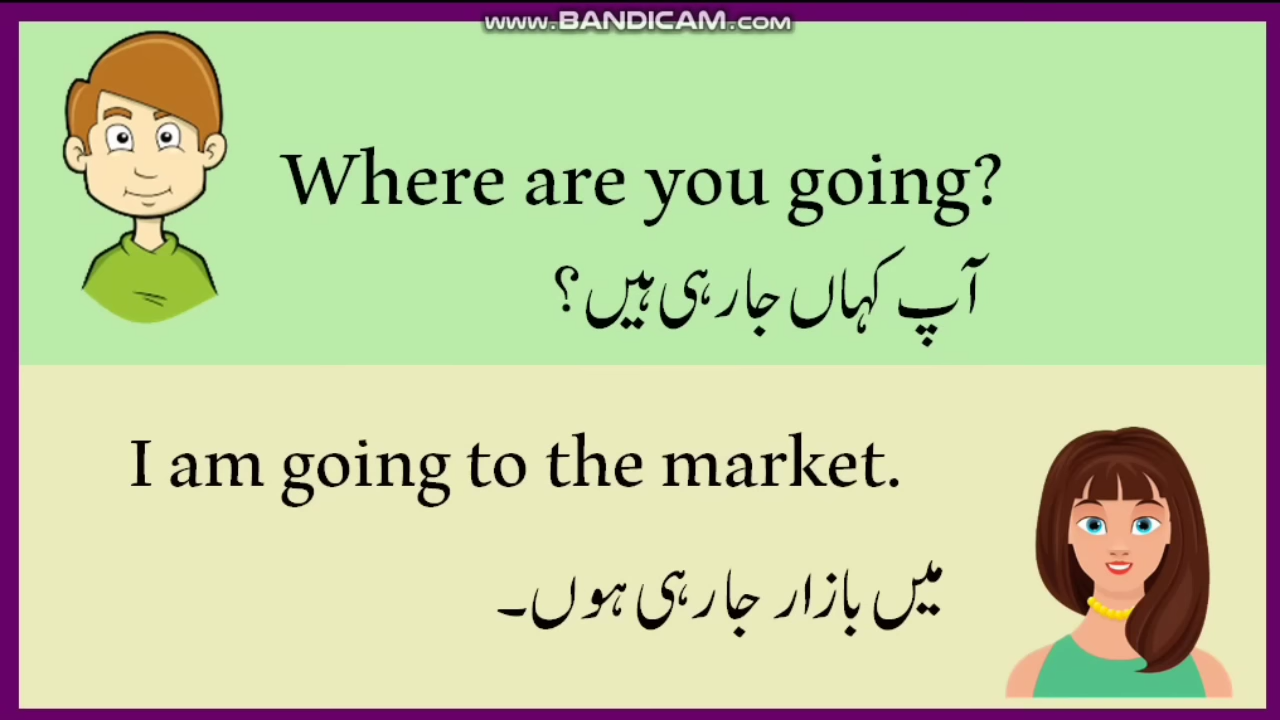 www.BANDICAM.com
Where are you going?
آپ کہاں جا رہی ہیں؟
I am going to the market.
میں بازار جا رہی ہوں۔